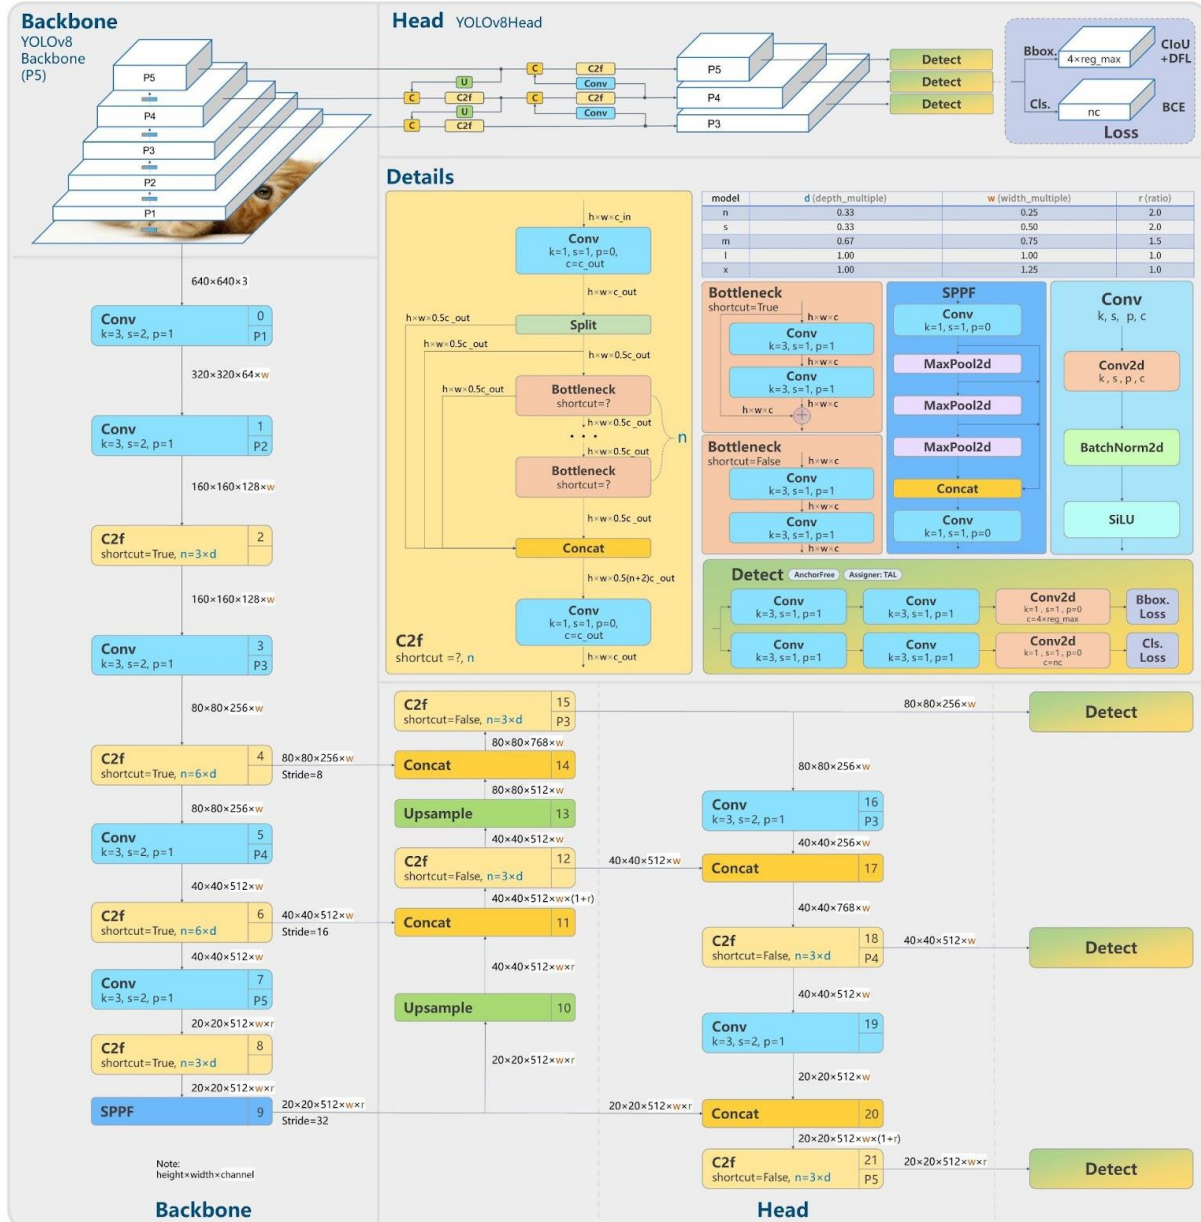 Backbone
YOLOv8
Backbone
(P5)
P5
P4
P3
P2
P1
Head YOLOv8Head
U
C
C2f
U
C
C2f
C
C2f
Conv
C
C2f
Conv
P5
P4
P3
Detect
Detect
Detect
Bbox.
4×reg_max
CIoU
+DFL
Cls.
nc
BCE
Loss
Details
h×w×c_in
Conv
k=1, s=1, p=0,
c=c_out
h×w×c_out
h×w×0.5c_out
Split
h×w×0.5c_out
h×w×0.5c_out
h×w×0.5c_out
Bottleneck
shortcut=?
h×w×0.5c_out
• • •
n
h×w×0.5c_out
Bottleneck
shortcut=?
h×w×0.5c_out
Concat
h×w×0.5(n+2)c_out
Conv
k=1, s=1, p=0,
c=c_out
h×w×c_out
C2f
shortcut =?, n
model d (depth_multiple) w (width_multiple) r (ratio)
n 0.33 0.25 2.0
s 0.33 0.50 2.0
m 0.67 0.75 1.5
l 1.00 1.00 1.0
x 1.00 1.25 1.0
Bottleneck
shortcut=True
h×w×c
Conv
k=3, s=1, p=1
h×w×c
Conv
k=3, s=1, p=1
h×w×c
h×w×c
+
Bottleneck
shortcut=False
h×w×c
Conv
k=3, s=1, p=1
h×w×c
Conv
k=3, s=1, p=1
h×w×c
SPPF
Conv
k=1, s=1, p=0
MaxPool2d
MaxPool2d
MaxPool2d
Concat
Conv
k=1, s=1, p=0
Conv
k, s, p, c
Conv2d
k, s, p, c
BatchNorm2d
SiLU
Detect AnchorFree Assigner: TAL
Conv
k=3, s=1, p=1
Conv
k=3, s=1, p=1
Conv2d
k=1, s=1, p=0
c=4×reg_max
Bbox.
Loss
Conv
k=3, s=1, p=1
Conv
k=3, s=1, p=1
Conv2d
k=1, s=1, p=0
c=nc
Cls.
Loss
640×640×3
Conv
k=3, s=2, p=1
0
P1
320×320×64×w
Conv
k=3, s=2, p=1
1
P2
160×160×128×w
C2f
shortcut=True, n=3×d
2
160×160×128×w
Conv
k=3, s=2, p=1
3
P3
80×80×256×w
C2f
shortcut=True, n=6×d
4
80×80×256×w
Stride=8
80×80×256×w
Conv
k=3, s=2, p=1
5
P4
40×40×512×w
C2f
shortcut=True, n=6×d
6
40×40×512×w
Stride=16
40×40×512×w
Conv
k=3, s=2, p=1
7
P5
20×20×512×w×r
C2f
shortcut=True, n=3×d
8
20×20×512×w×r
SPPF
9
20×20×512×w×r
Stride=32
Note:
height×width×channel
Backbone
C2f
shortcut=False, n=3×d
15
P3
80×80×768×w
Concat
14
80×80×512×w
Upsample
13
40×40×512×w
C2f
shortcut=False, n=3×d
12
40×40×512×w×(1+r)
Concat
11
40×40×512×w×r
Upsample
10
20×20×512×w×r
80×80×256×w
Detect
80×80×256×w
Conv
k=3, s=2, p=1
16
P3
40×40×256×w
40×40×512×w
Concat
17
40×40×768×w
C2f
shortcut=False, n=3×d
18
P4
40×40×512×w
Detect
40×40×512×w
Conv
k=3, s=2, p=1
19
20×20×512×w
20×20×512×w×r
Concat
20
20×20×512×w×(1+r)
C2f
shortcut=False, n=3×d
21
P5
20×20×512×w×r
Detect
Head